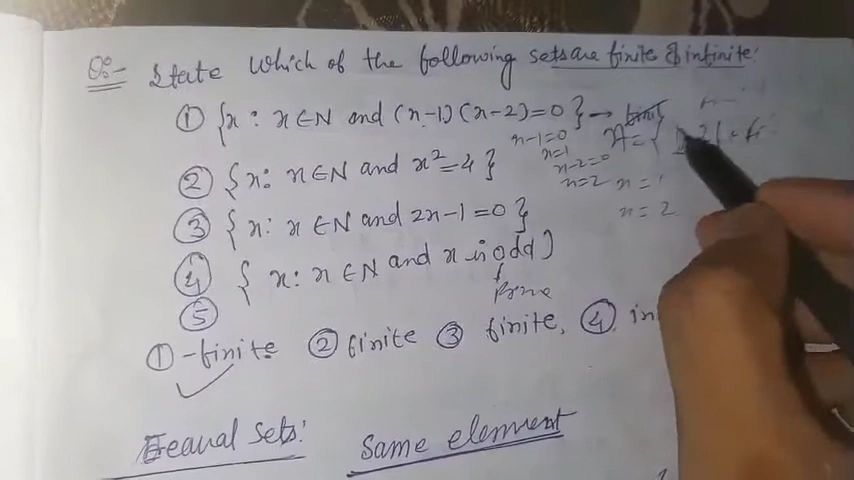 Q:- State which of the following sets are finite & infinite:
① {x : x ∈ N and (x-1)(x-2)=0} →
x-1=0
x=1
x-2=0
x=2
x =
x = 2
② {x: x ∈ N and x²=4}
③ {x: x ∈ N and 2x-1=0}
④ {x: x ∈ N and x is odd}
Prime
⑤
①-finite ② finite ③ finite, ④ in
Eeaual sets: Same element